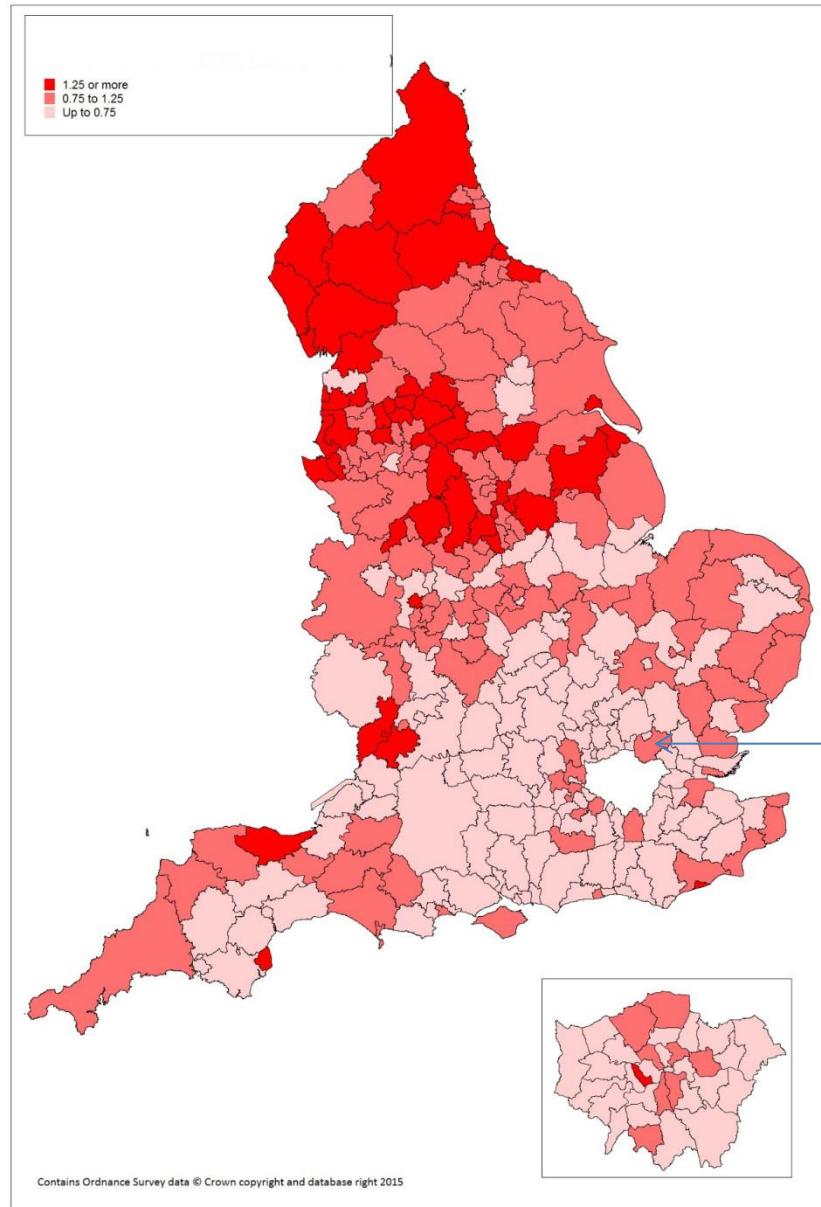 )
1.25 or more
0.75 to 1.25
Up to 0.75
Contains Ordnance Survey data © Crown copyright and database right 2015